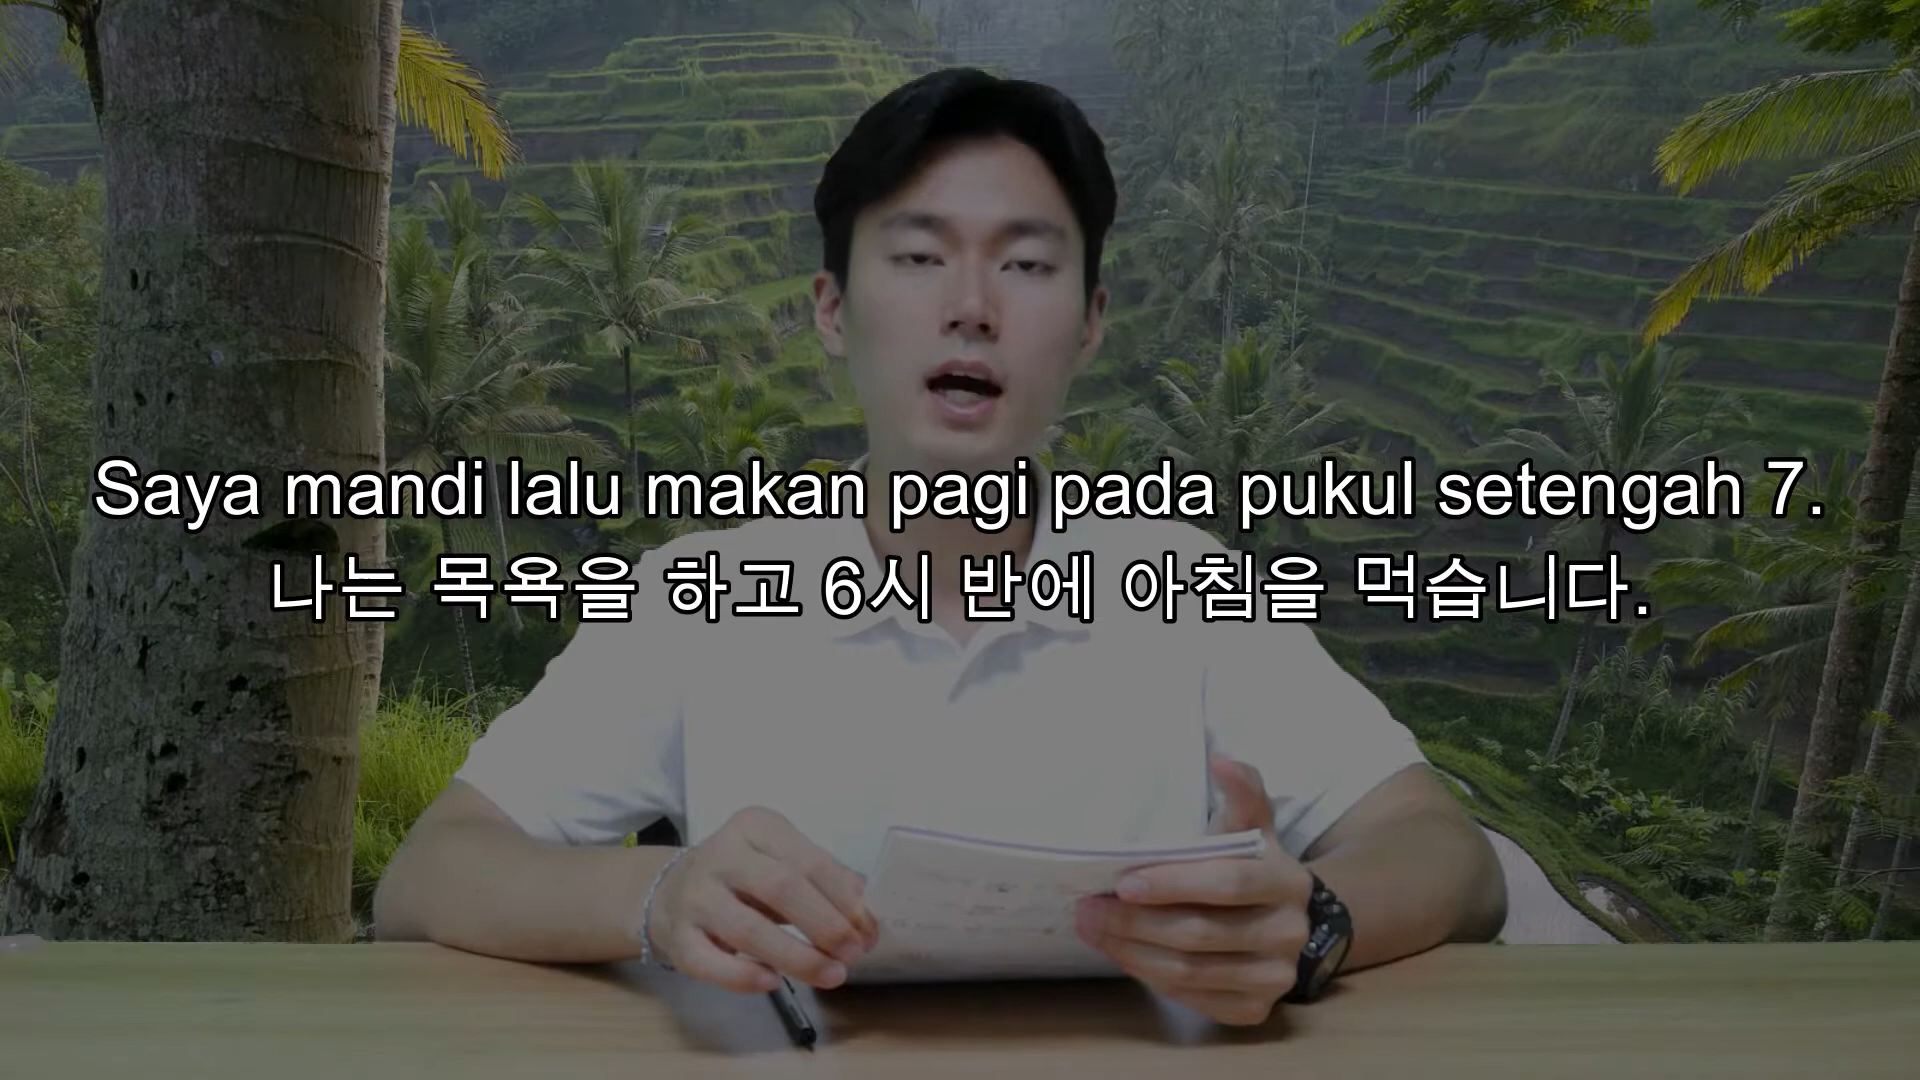 Saya mandi lalu makan pagi pada pukul setengah 7.
나는 목욕을 하고 6시 반에 아침을 먹습니다.